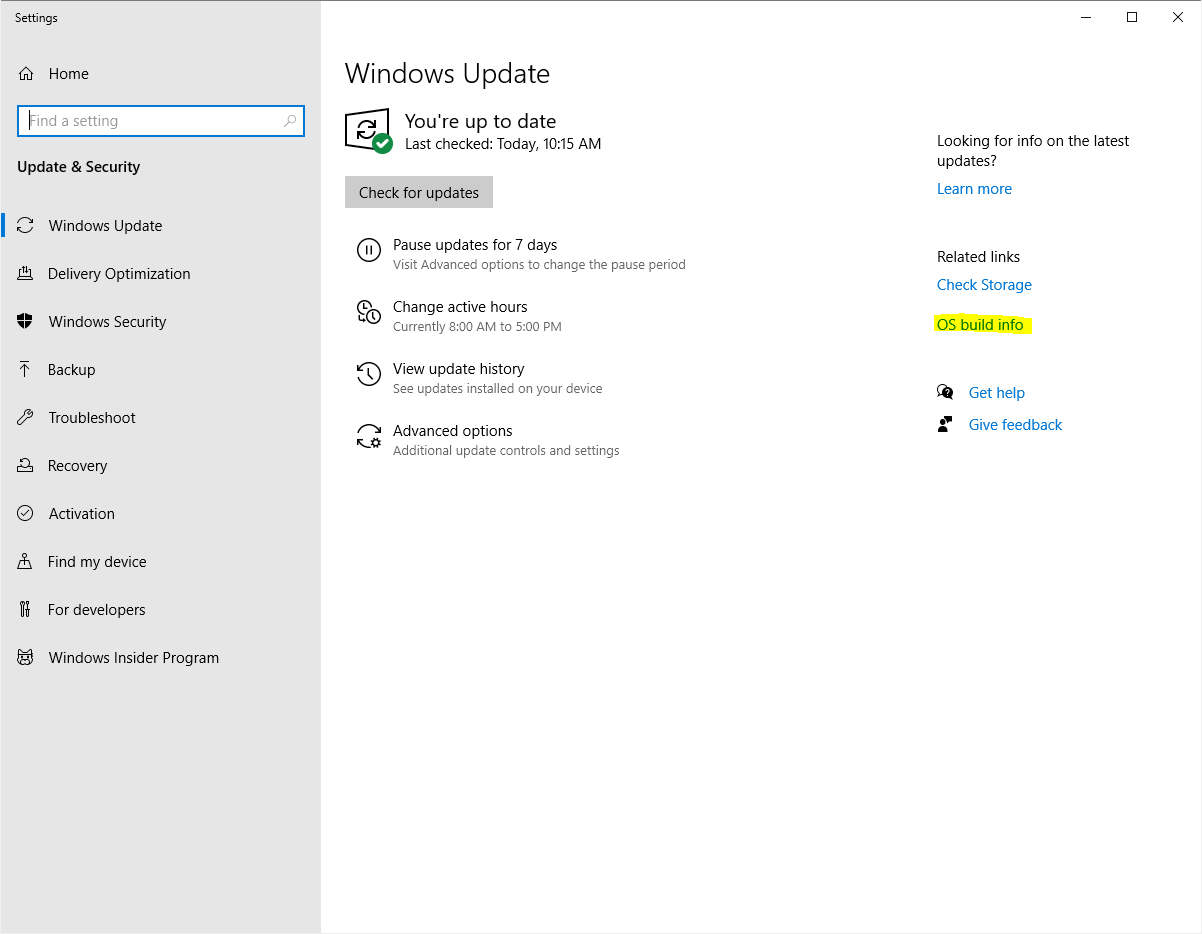 Settings
Home
Find a setting
Update & Security
Windows Update
Delivery Optimization
Windows Security
Backup
Troubleshoot
Recovery
Activation
Find my device
For developers
Windows Insider Program
Windows Update
You're up to date
Last checked: Today, 10:15 AM
Check for updates
Pause updates for 7 days
Visit Advanced options to change the pause period
Change active hours
Currently 8:00 AM to 5:00 PM
View update history
See updates installed on your device
Advanced options
Additional update controls and settings
Looking for info on the latest
updates?
Learn more
Related links
Check Storage
OS build info
Get help
Give feedback